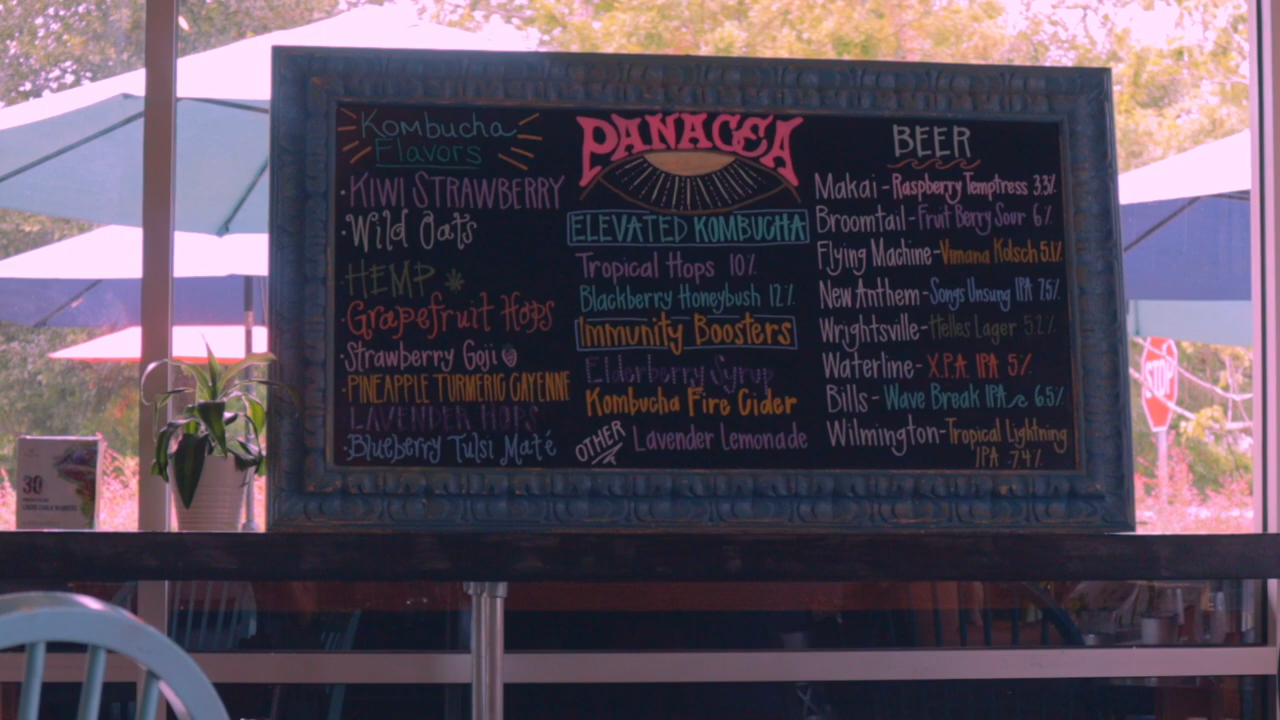 Kombucha
Flavors
· KIWI STRAWBERRY
· Wild Oats
· HEMP
· Grapefruit Hops
· Strawberry Goji
· PINEAPPLE TURMERIC CAYENNE
· LAVENDER HOPS
· Blueberry Tulsi Maté
PANACEA
ELEVATED KOMBUCHA
Tropical Hops 10%
Blackberry Honeybush 12%
Immunity Boosters
Elderberry Syrup
Kombucha Fire Cider
OTHER Lavender Lemonade
BEER
Makai - Raspberry Temptress 3.3%
Broomtail - Fruit Berry Sour 6%
Flying Machine - Vimana Kolsch 5.1%
New Anthem - Songs Unsung IPA 7.5%
Wrightsville - Helles Lager 5.2%
Waterline - X.P.A. IPA 5%
Bills - Wave Break IPA 6.5%
Wilmington - Tropical Lightning
IPA 7.4%
STOP
30